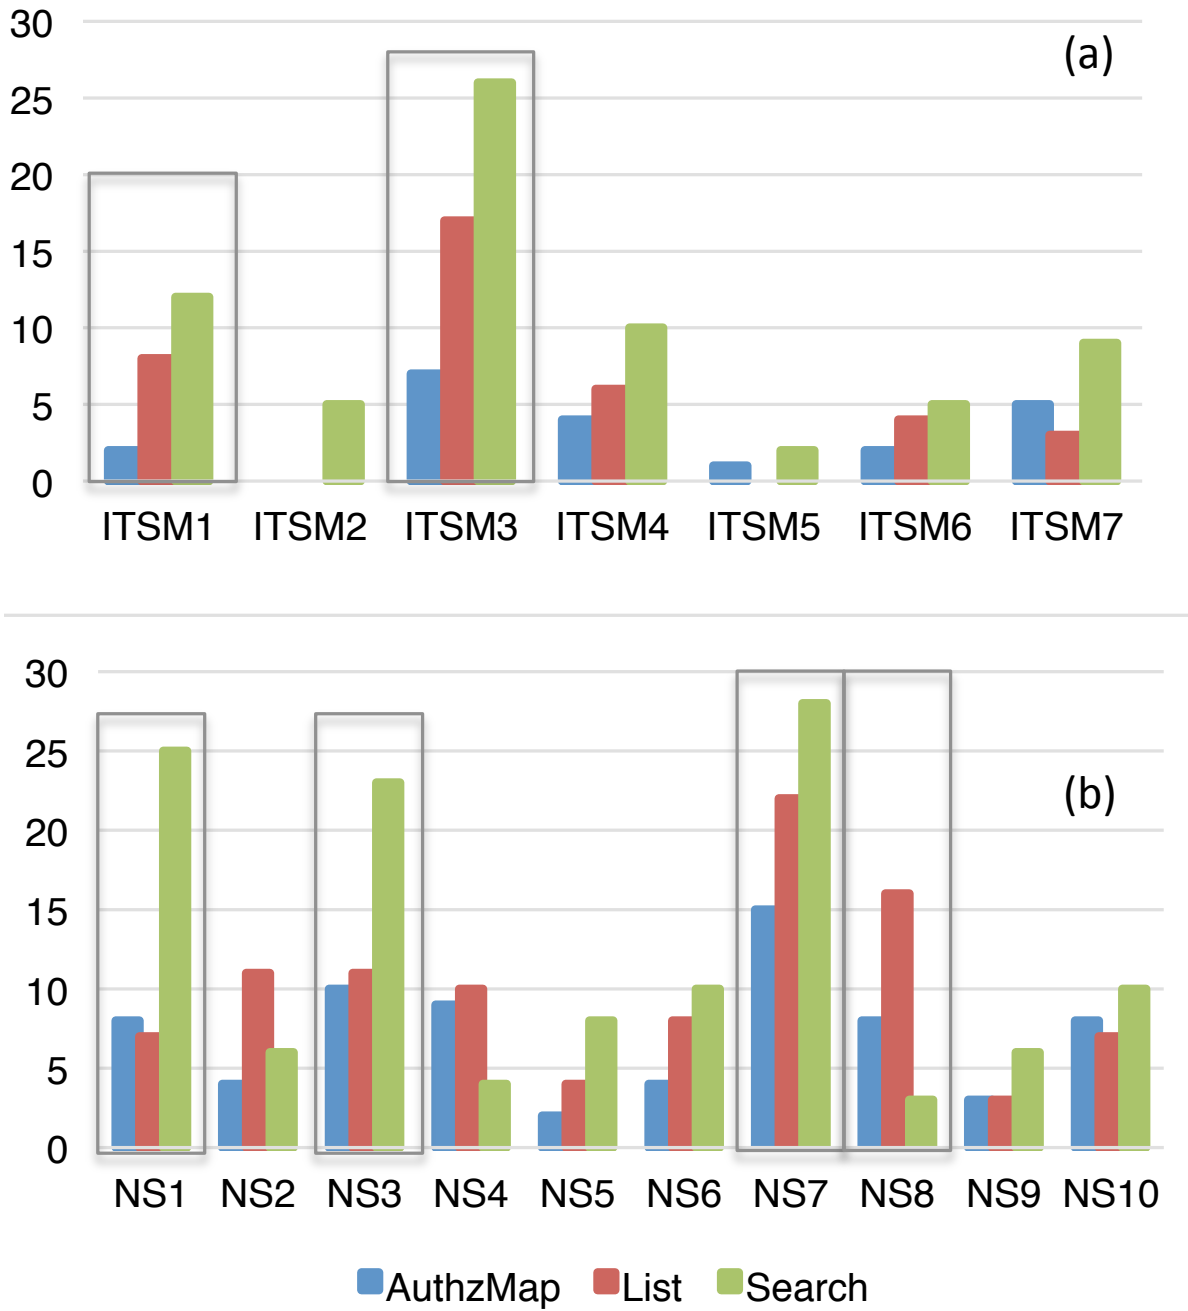 30
(a)
25
20
15
10
5
0
ITSM1 ITSM2 ITSM3 ITSM4 ITSM5 ITSM6 ITSM7
30
25
(b)
20
15
10
5
0
NS1 NS2 NS3 NS4 NS5 NS6 NS7 NS8 NS9 NS10
AuthzMap List Search